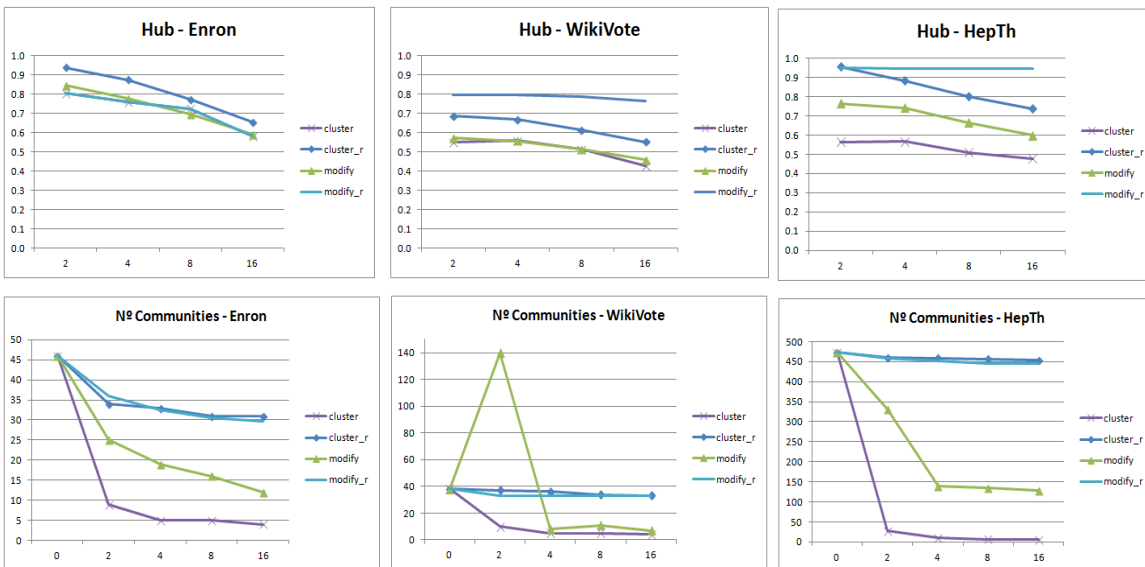 Hub - Enron
1.0
0.9
0.8
0.7
0.6
0.5
0.4
0.3
0.2
0.1
0.0
2 4 8 16
cluster
cluster_r
modify
modify_r
Hub - WikiVote
1.0
0.9
0.8
0.7
0.6
0.5
0.4
0.3
0.2
0.1
0.0
2 4 8 16
cluster
cluster_r
modify
modify_r
Hub - HepTh
1.0
0.9
0.8
0.7
0.6
0.5
0.4
0.3
0.2
0.1
0.0
2 4 8 16
cluster
cluster_r
modify
modify_r
Nº Communities - Enron
50
45
40
35
30
25
20
15
10
5
0
0 2 4 8 16
cluster
cluster_r
modify
modify_r
Nº Communities - WikiVote
140
120
100
80
60
40
20
0
0 2 4 8 16
cluster
cluster_r
modify
modify_r
Nº Communities - HepTh
500
450
400
350
300
250
200
150
100
50
0
0 2 4 8 16
cluster
cluster_r
modify
modify_r